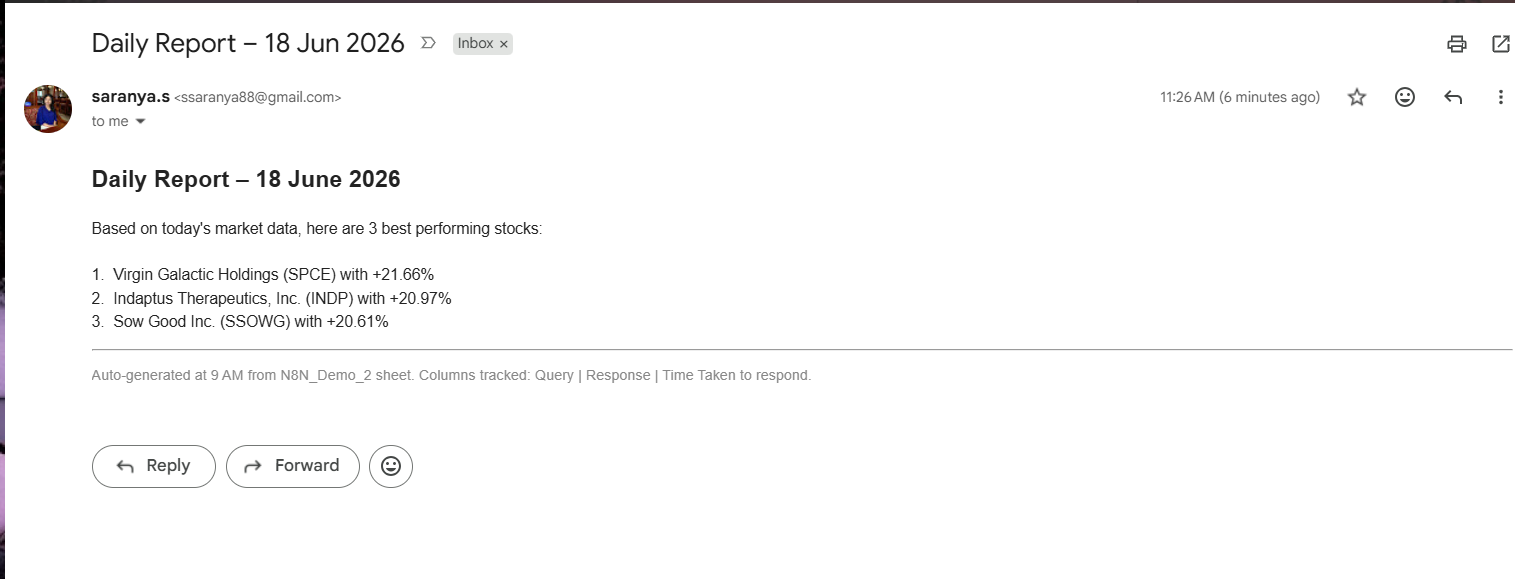 Daily Report – 18 Jun 2026 Inbox ×
saranya.s <ssaranya88@gmail.com> 11:26 AM (6 minutes ago)
to me
Daily Report – 18 June 2026
Based on today's market data, here are 3 best performing stocks:
1. Virgin Galactic Holdings (SPCE) with +21.66%
2. Indaptus Therapeutics, Inc. (INDP) with +20.97%
3. Sow Good Inc. (SSOWG) with +20.61%
Auto-generated at 9 AM from N8N_Demo_2 sheet. Columns tracked: Query | Response | Time Taken to respond.
Reply Forward